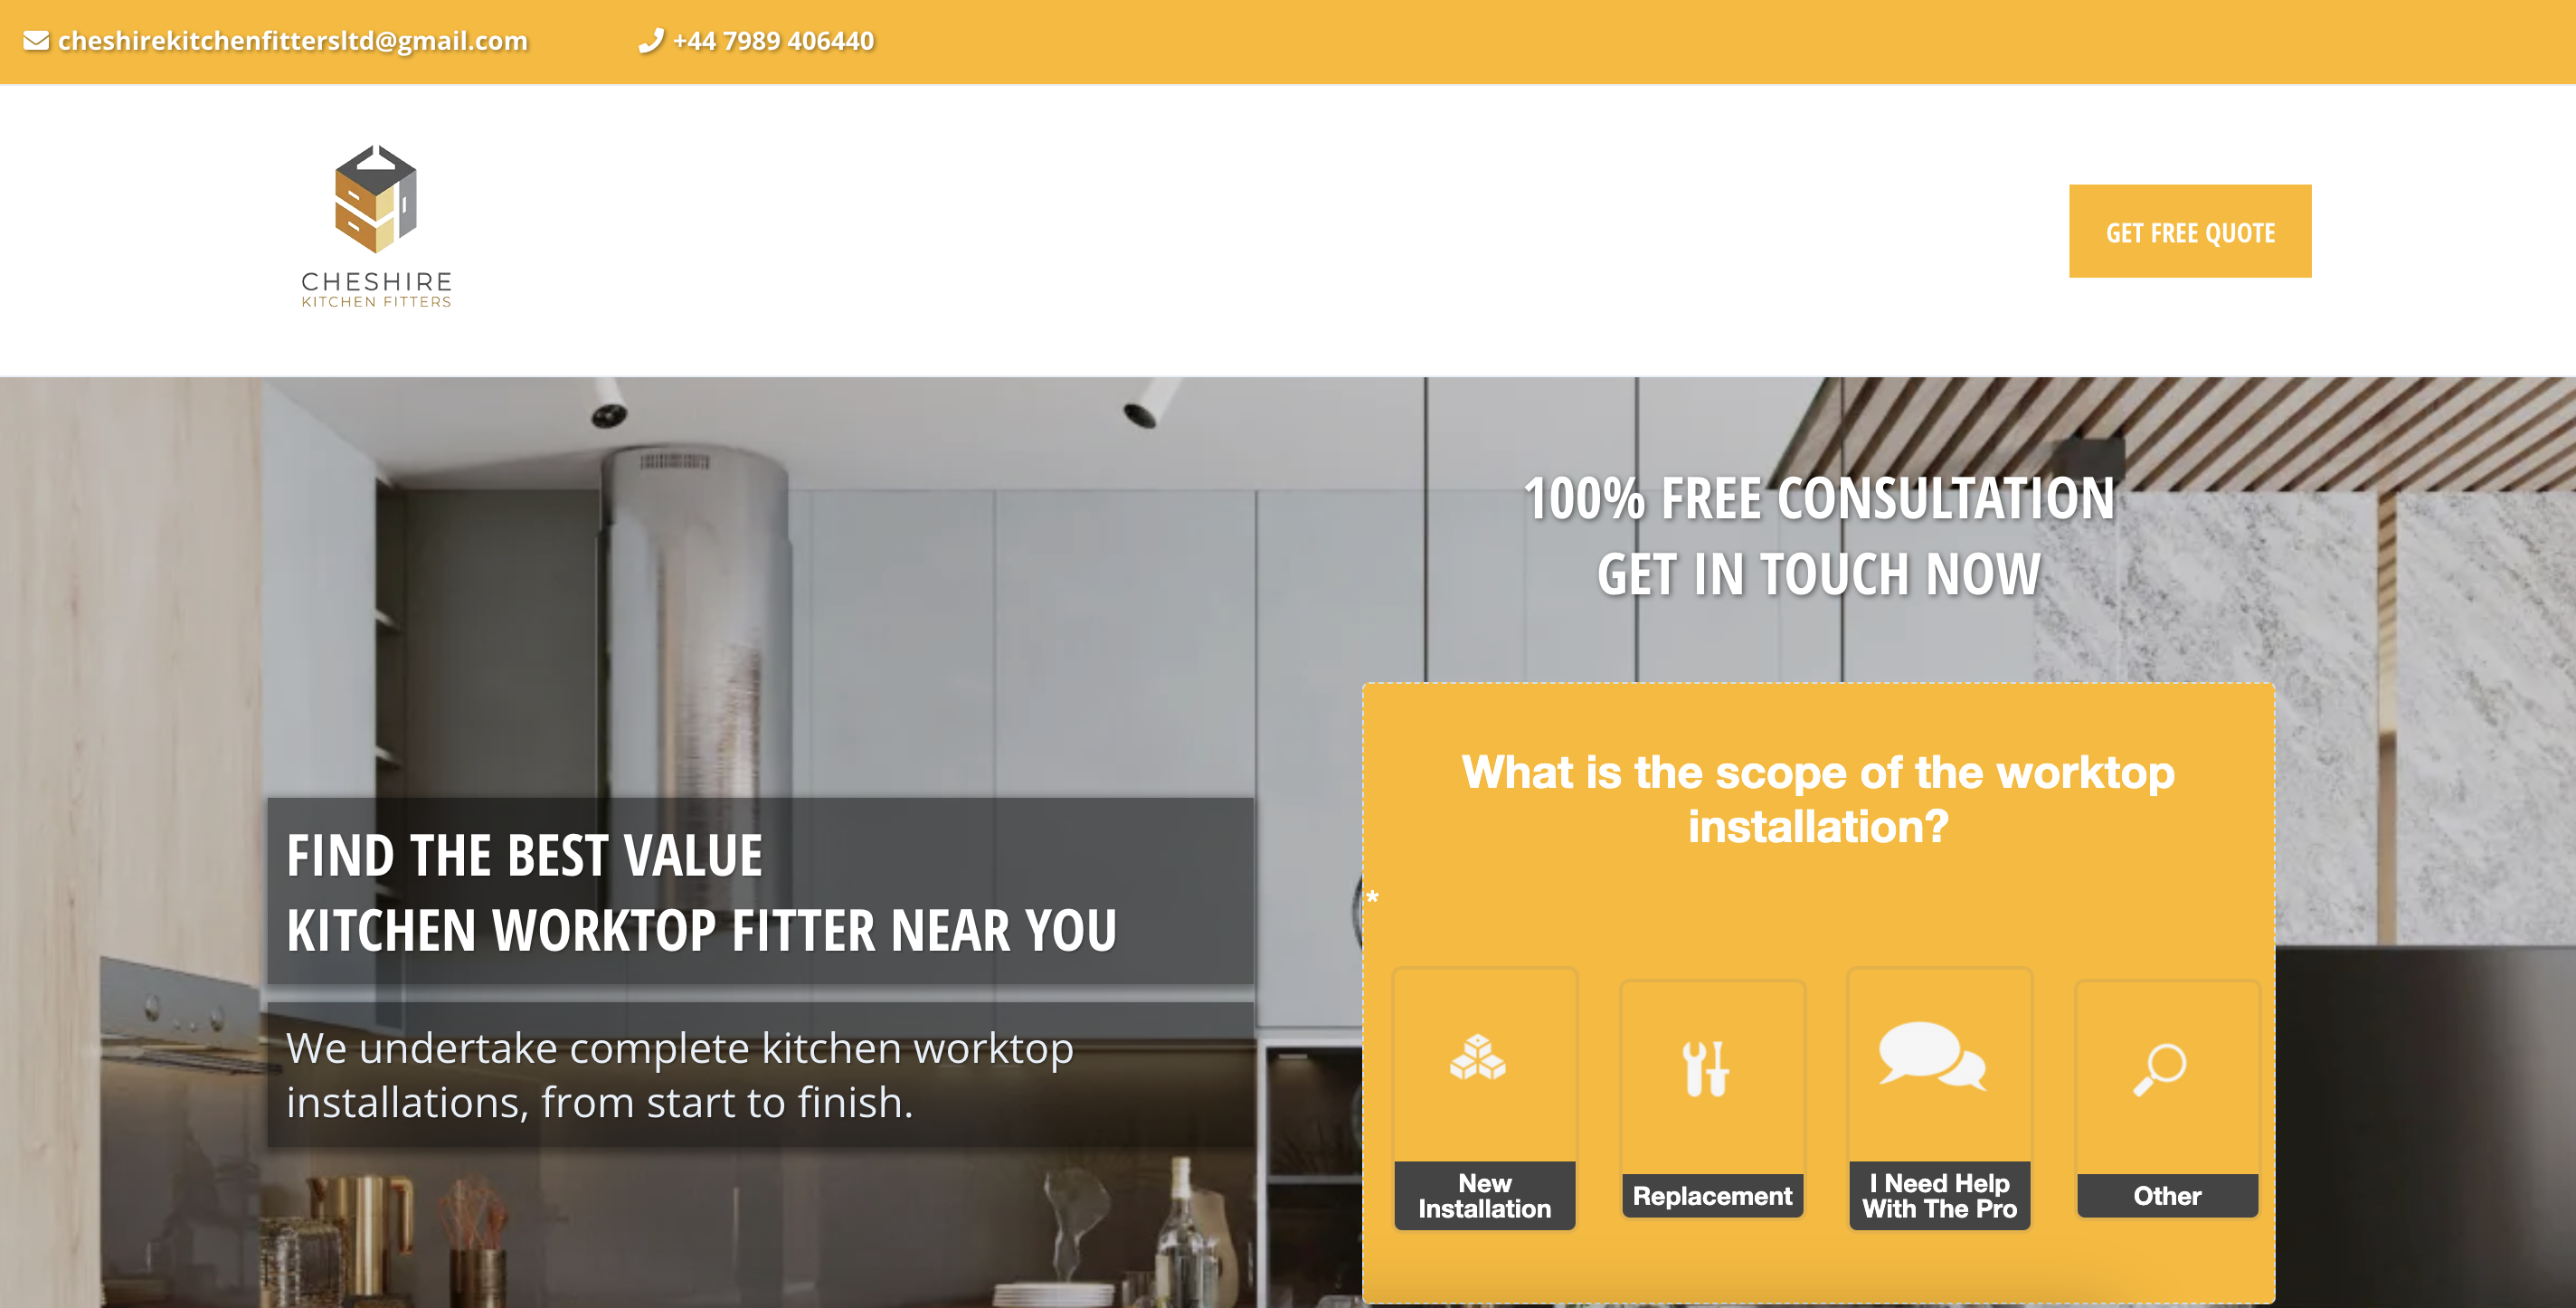 cheshirekitchenfittersltd@gmail.com
+44 7989 406440
CHESHIRE
KITCHEN FITTERS
GET FREE QUOTE
100% FREE CONSULTATION
GET IN TOUCH NOW
FIND THE BEST VALUE
KITCHEN WORKTOP FITTER NEAR YOU
We undertake complete kitchen worktop
installations, from start to finish.
What is the scope of the worktop
installation?
*
New
Installation
Replacement
I Need Help
With The Pro
Other